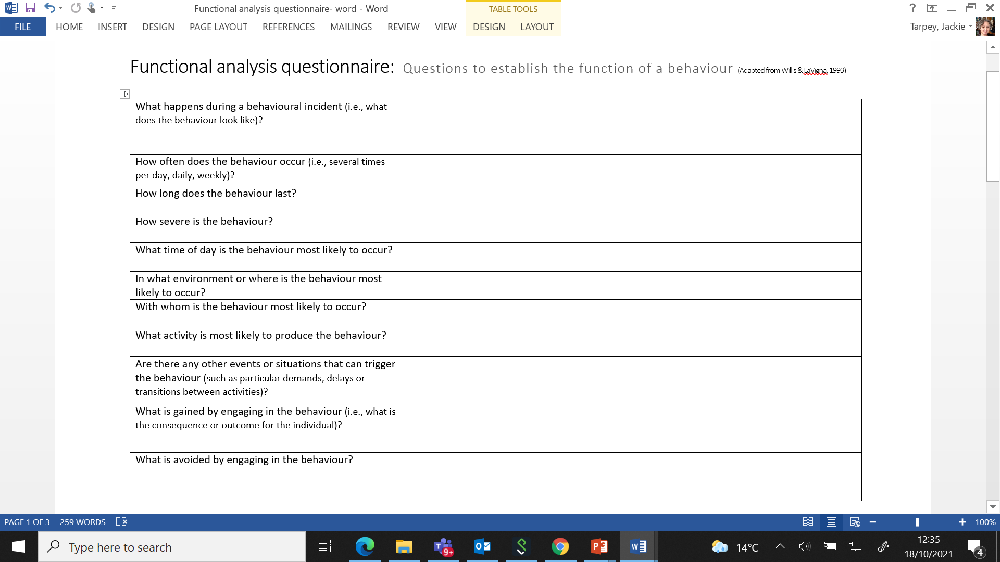 Functional analysis questionnaire- word - Word
TABLE TOOLS
?
FILE
HOME
INSERT
DESIGN
PAGE LAYOUT
REFERENCES
MAILINGS
REVIEW
VIEW
DESIGN
LAYOUT
Tarpey, Jackie
Functional analysis questionnaire: Questions to establish the function of a behaviour (Adapted from Willis & LaVigna, 1993)
What happens during a behavioural incident (i.e., what
does the behaviour look like)?
How often does the behaviour occur (i.e., several times
per day, daily, weekly)?
How long does the behaviour last?
How severe is the behaviour?
What time of day is the behaviour most likely to occur?
In what environment or where is the behaviour most
likely to occur?
With whom is the behaviour most likely to occur?
What activity is most likely to produce the behaviour?
Are there any other events or situations that can trigger
the behaviour (such as particular demands, delays or
transitions between activities)?
What is gained by engaging in the behaviour (i.e., what is
the consequence or outcome for the individual)?
What is avoided by engaging in the behaviour?
PAGE 1 OF 3
259 WORDS
100%
Type here to search
9+
14°C
12:35
18/10/2021
4